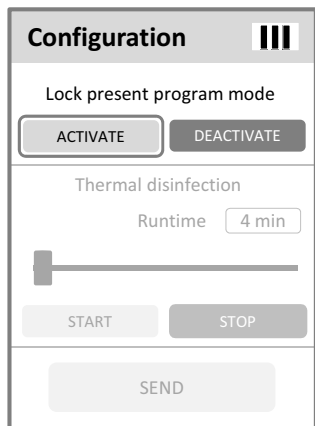 Configuration
Lock present program mode
ACTIVATE DEACTIVATE
Thermal disinfection
Runtime 4 min
START STOP
SEND